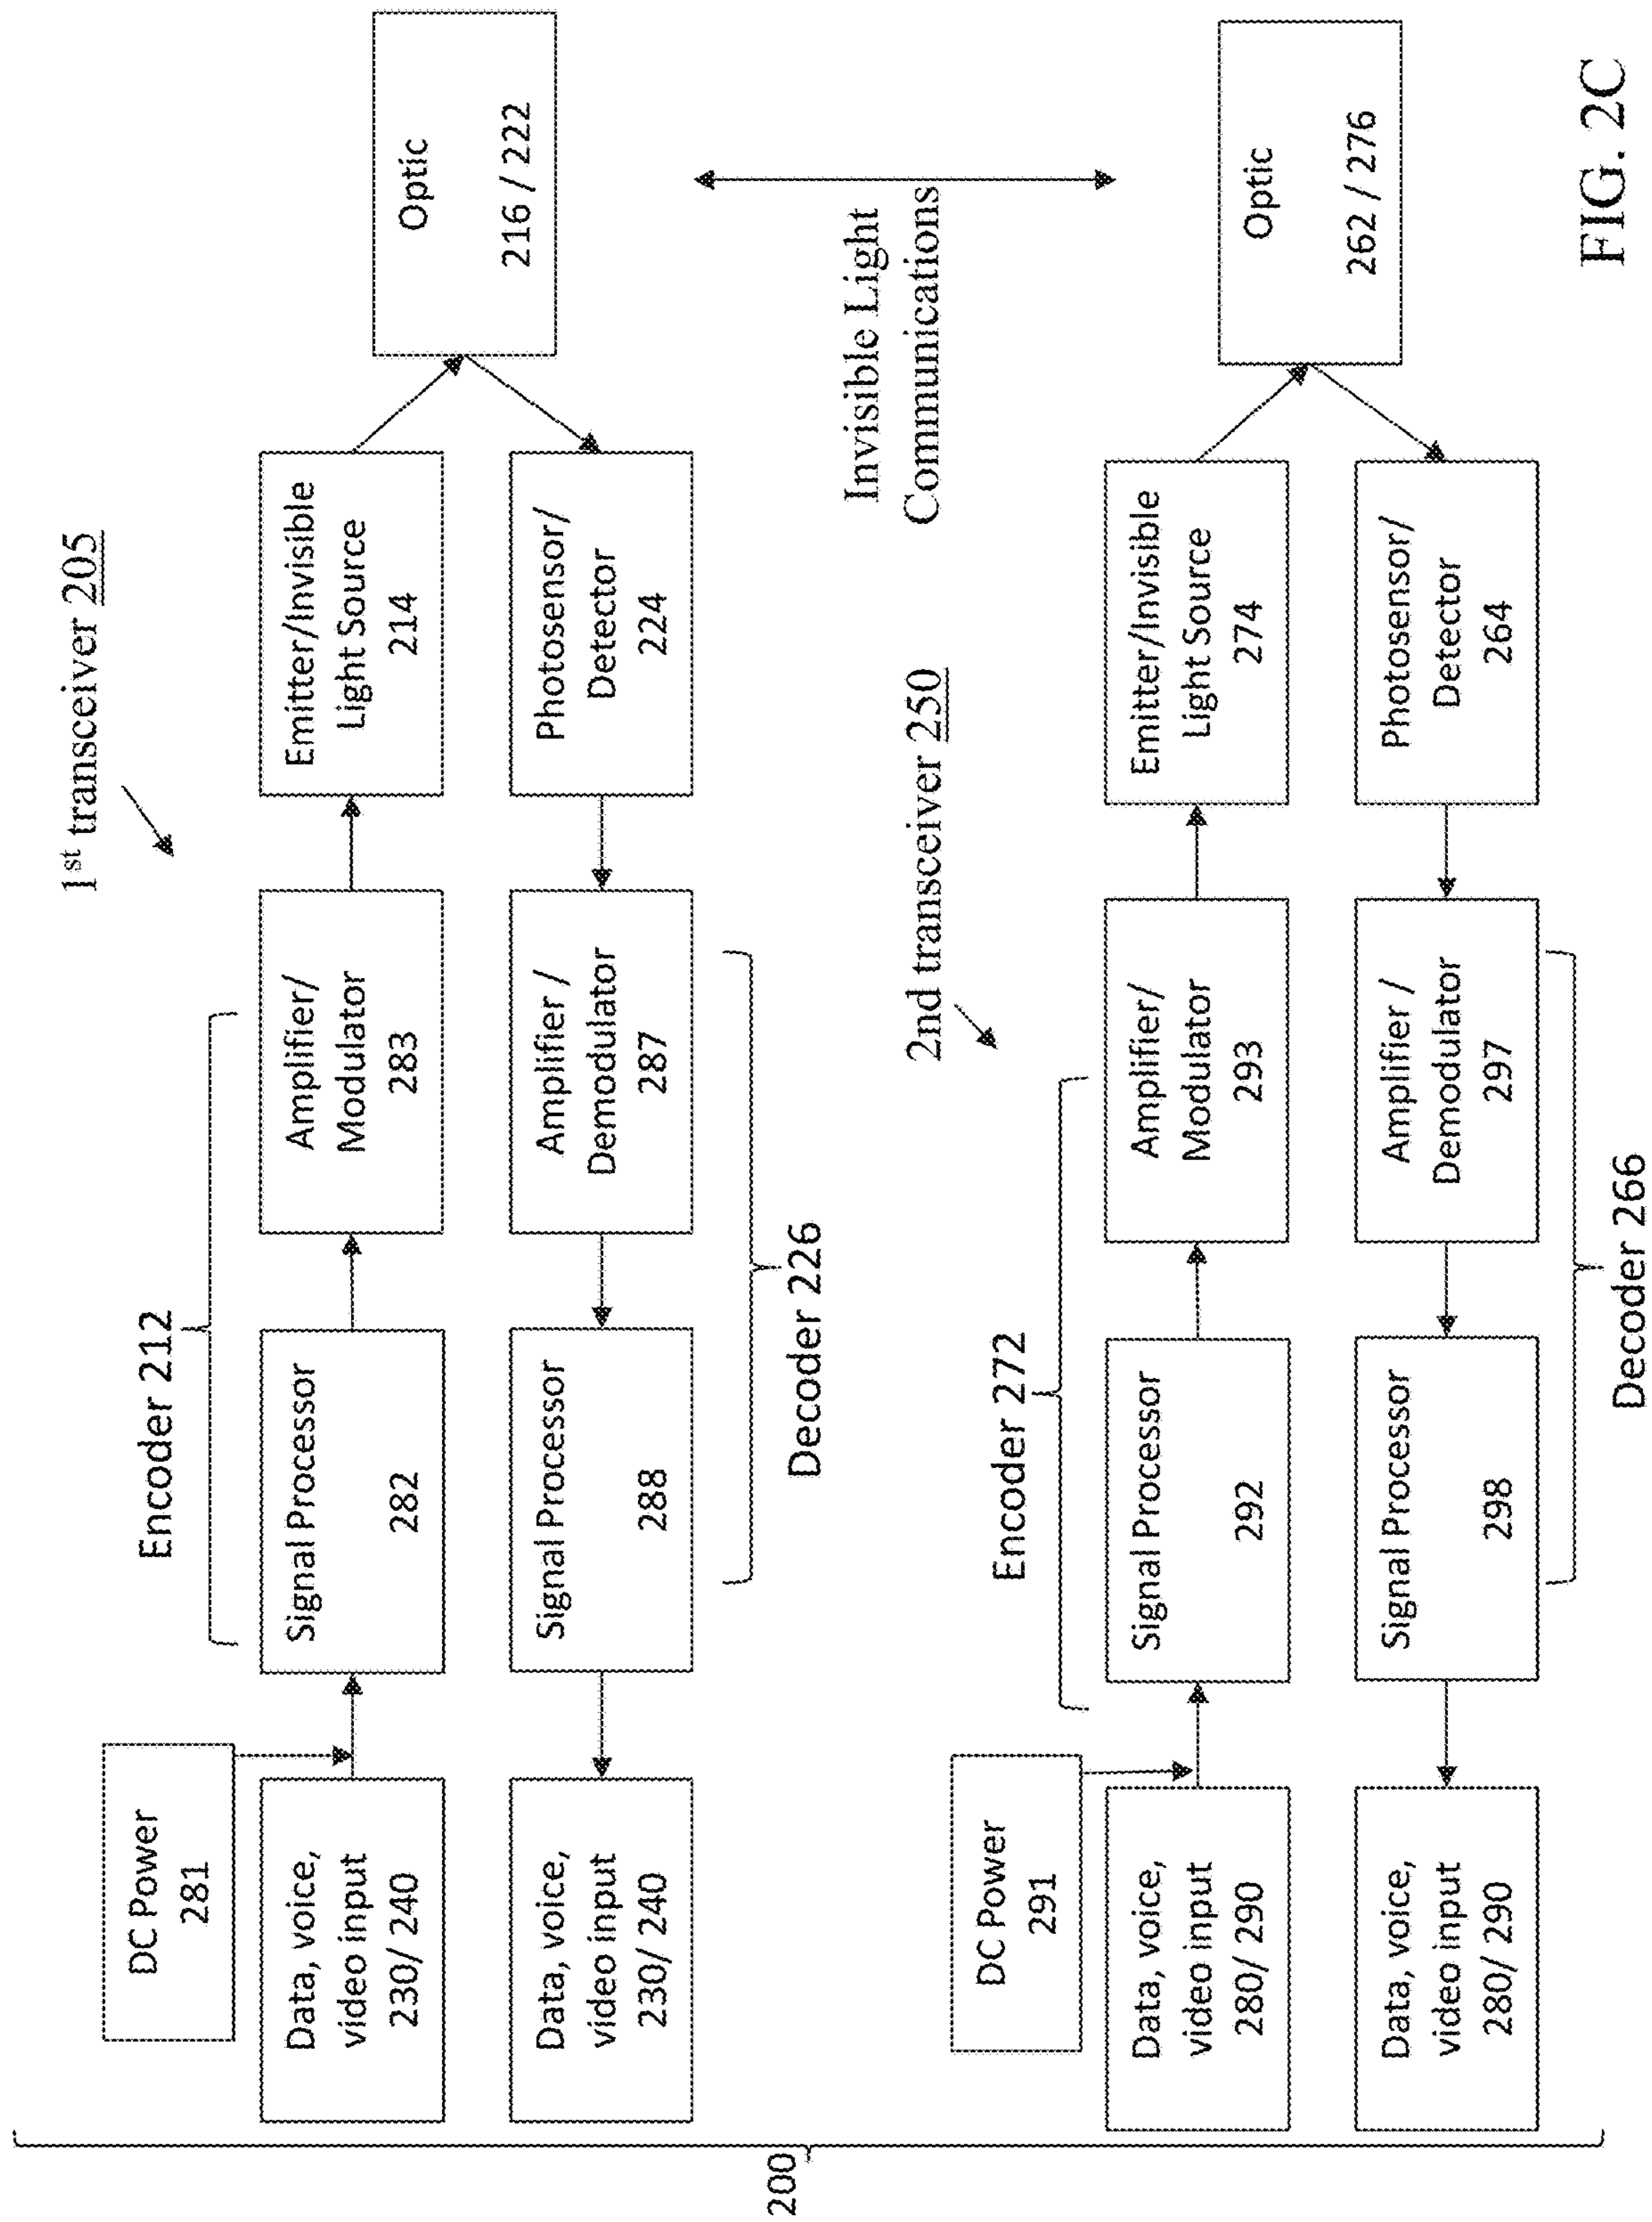 200
1st transceiver 205
DC Power
281
Encoder 212
Data, voice,
video input
230/ 240
Signal Processor
282
Amplifier/
Modulator
283
Emitter/Invisible
Light Source
214
Optic
216 / 222
Data, voice,
video input
230/ 240
Signal Processor
288
Amplifier /
Demodulator
287
Photosensor/
Detector
224
Decoder 226
Invisible Light
Communications
2nd transceiver 250
DC Power
291
Encoder 272
Data, voice,
video input
280/ 290
Signal Processor
292
Amplifier/
Modulator
293
Emitter/Invisible
Light Source
274
Optic
262 / 276
Data, voice,
video input
280/ 290
Signal Processor
298
Amplifier /
Demodulator
297
Photosensor/
Detector
264
Decoder 266
FIG. 2C